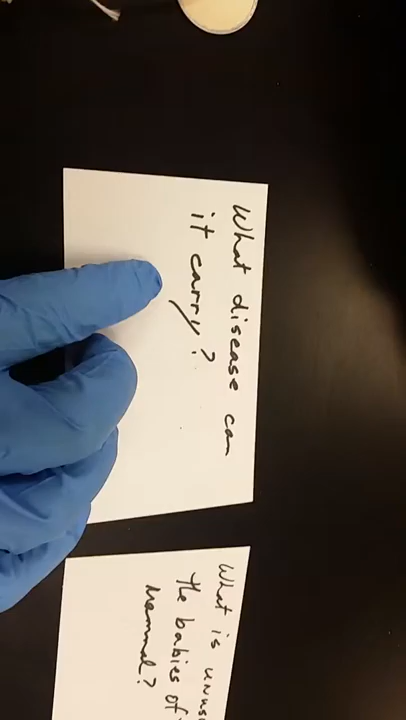 What disease can
it carry?
What is
the babies of
mammal?